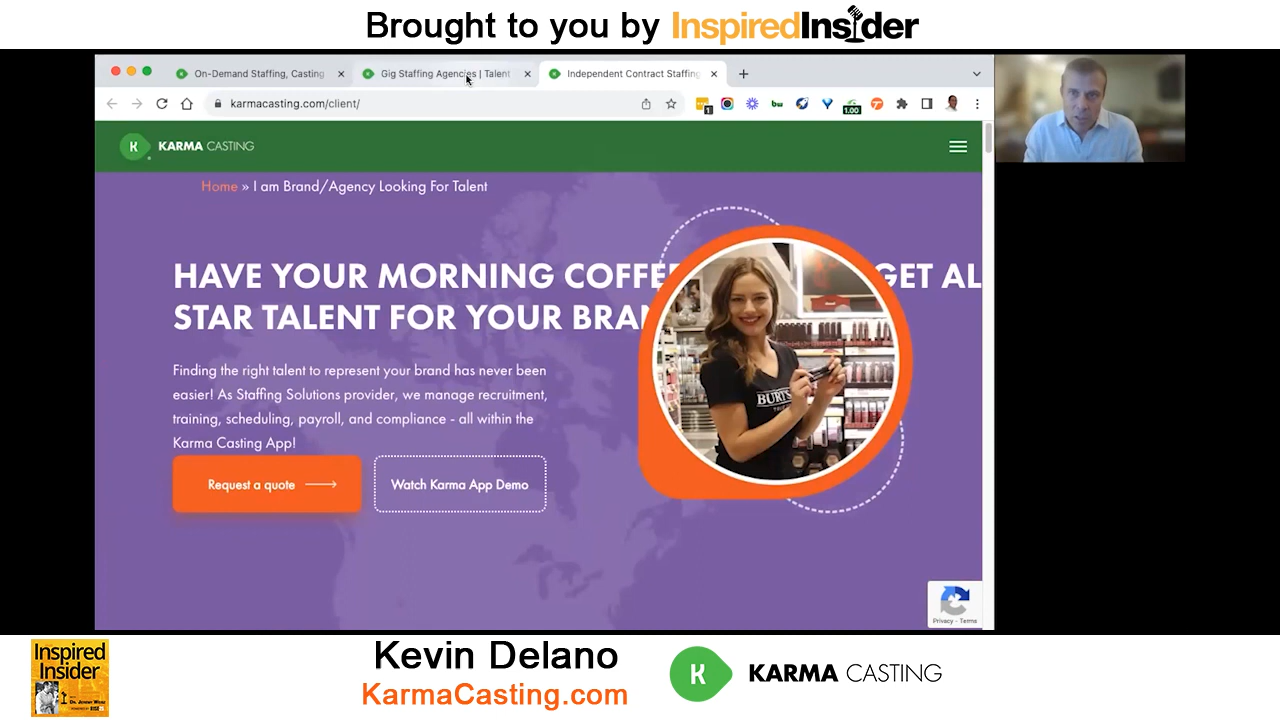 Brought to you by InspiredInsider
On-Demand Staffing, Casting
Gig Staffing Agencies | Talent
Independent Contract Staffing
karmacasting.com/client/
1
1.00
K KARMA CASTING
Home » I am Brand/Agency Looking For Talent
HAVE YOUR MORNING COFFE GET AL
STAR TALENT FOR YOUR BRAN
Finding the right talent to represent your brand has never been
easier! As Staffing Solutions provider, we manage recruitment,
training, scheduling, payroll, and compliance - all within the
Karma Casting App!
Request a quote
Watch Karma App Demo
BURT'S
Privacy - Terms
Inspired
Insider
Kevin Delano
KarmaCasting.com
K KARMA CASTING